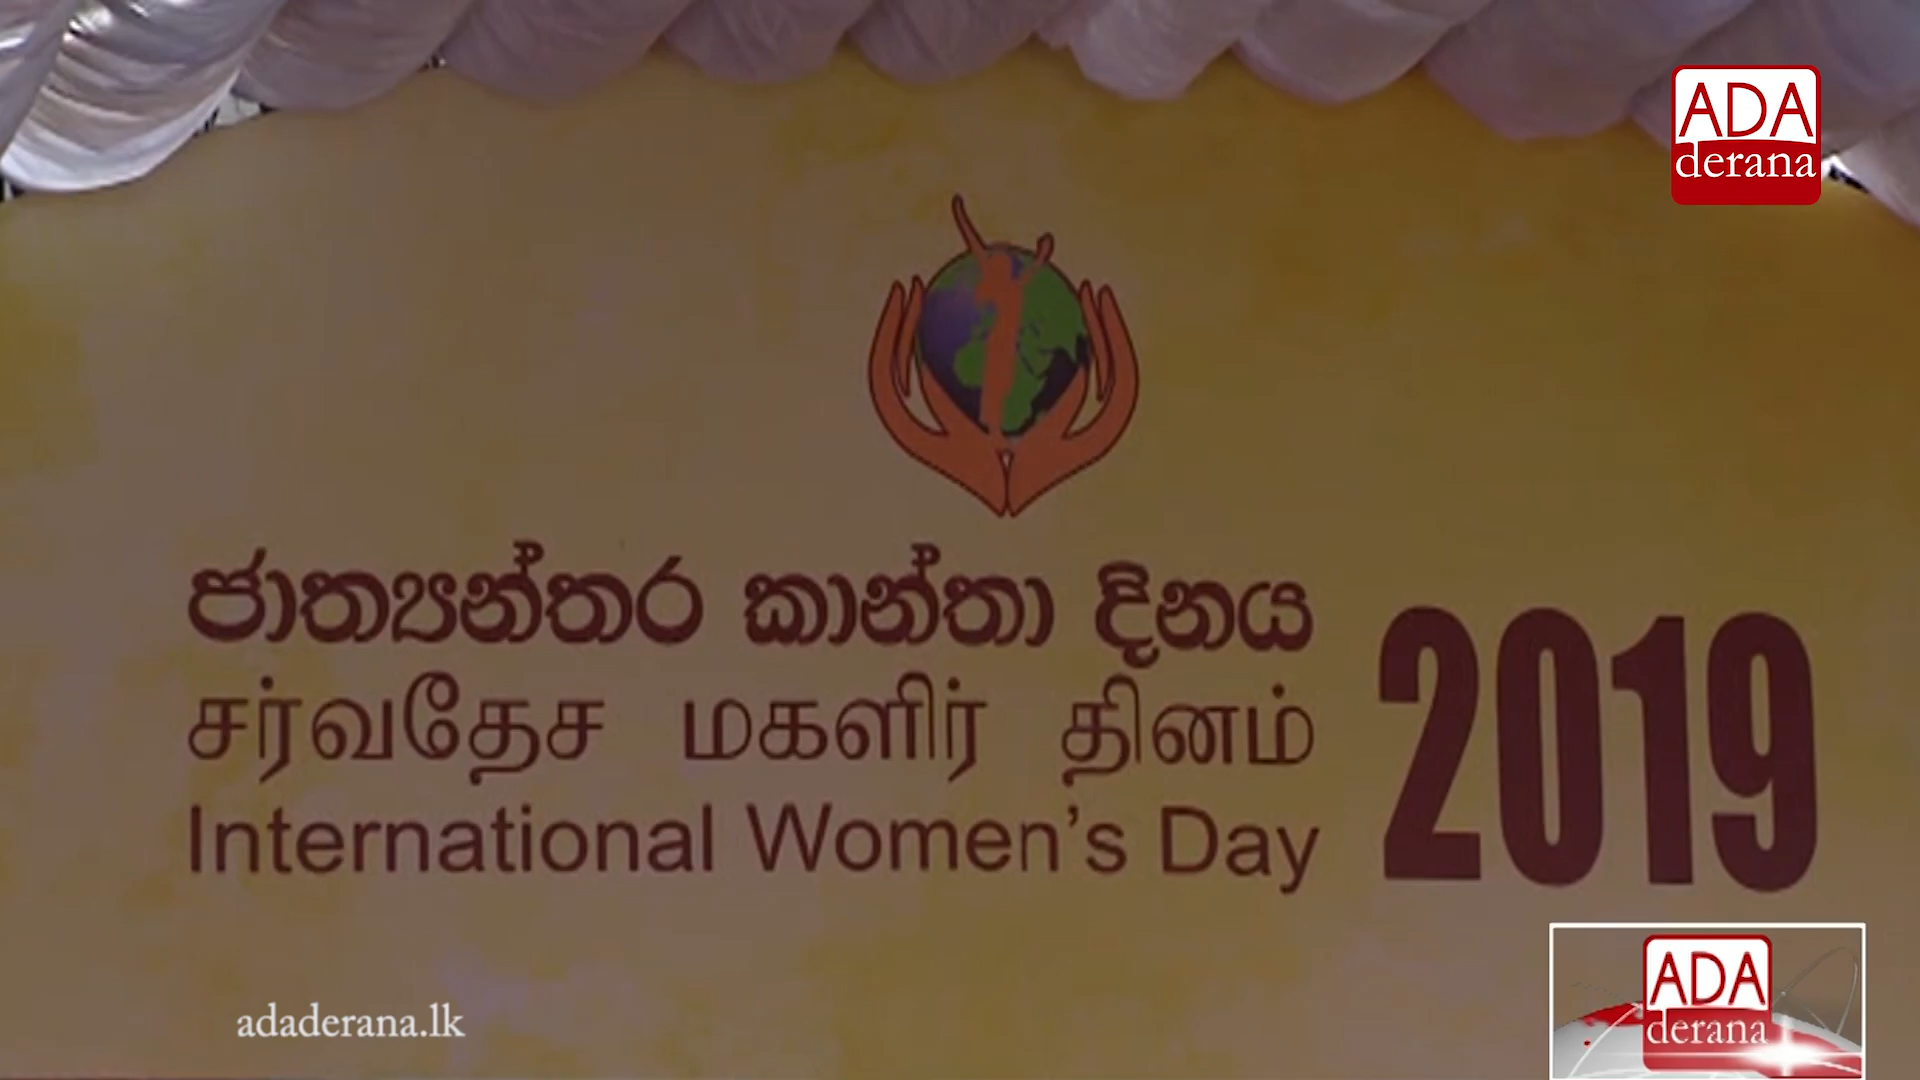 ADA
derana
ජාත්‍යන්තර කාන්තා දිනය
சர்வதேச மகளிர் தினம்
International Women's Day
2019
adaderana.lk
ADA
derana